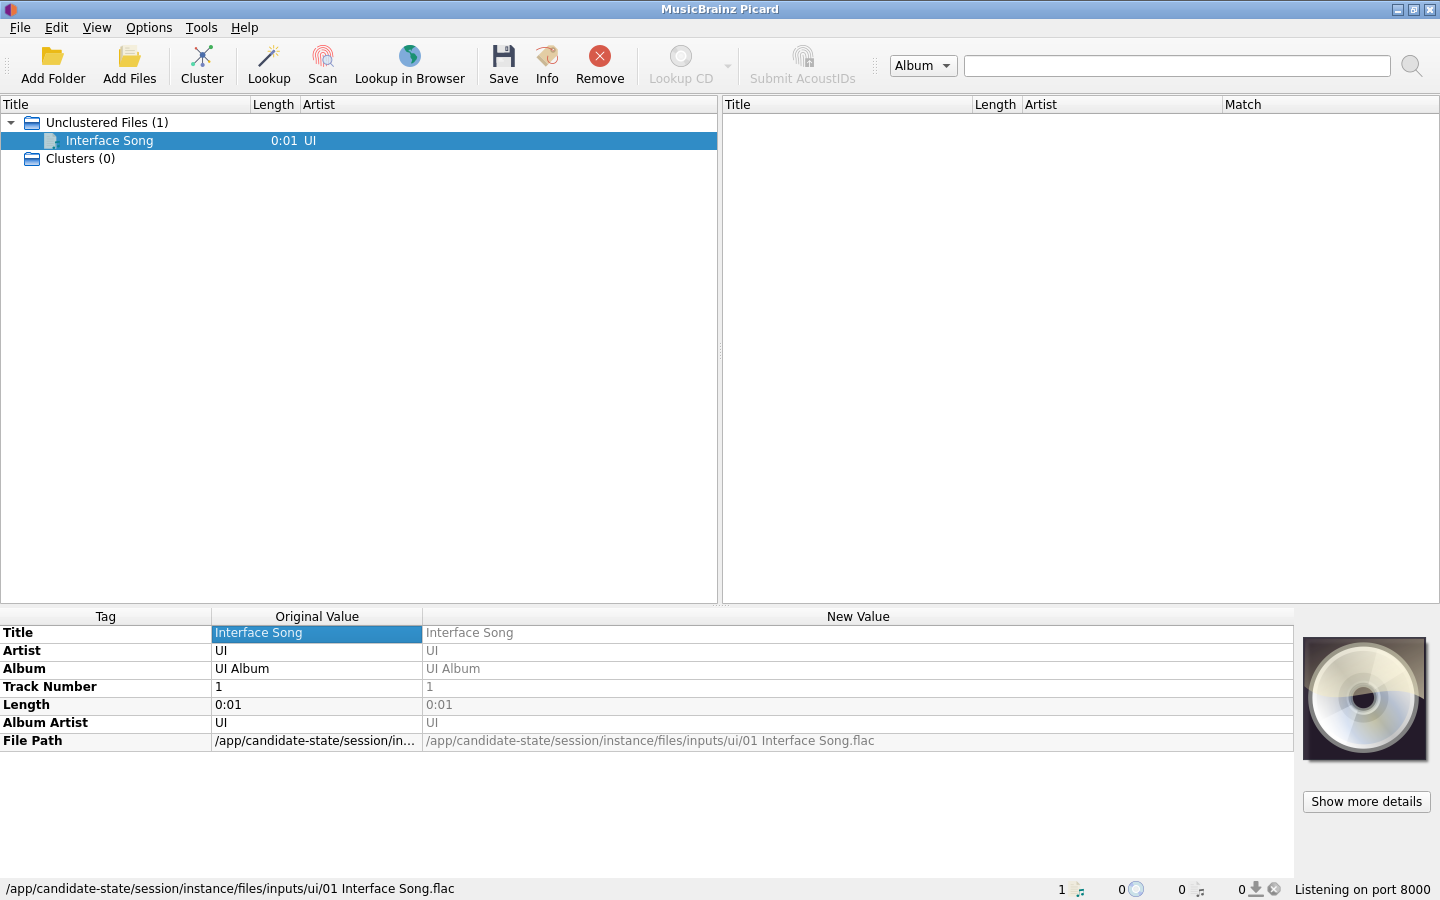 MusicBrainz Picard
File Edit View Options Tools Help
Add Folder Add Files Cluster Lookup Scan Lookup in Browser Save Info Remove Lookup CD Submit AcoustIDs Album
Title Length Artist
Unclustered Files (1)
Interface Song 0:01 UI
Clusters (0)
Title Length Artist Match
Tag Original Value New Value
Title Interface Song Interface Song
Artist UI UI
Album UI Album UI Album
Track Number 1 1
Length 0:01 0:01
Album Artist UI UI
File Path /app/candidate-state/session/in... /app/candidate-state/session/instance/files/inputs/ui/01 Interface Song.flac
Show more details
/app/candidate-state/session/instance/files/inputs/ui/01 Interface Song.flac 1 0 0 0 Listening on port 8000